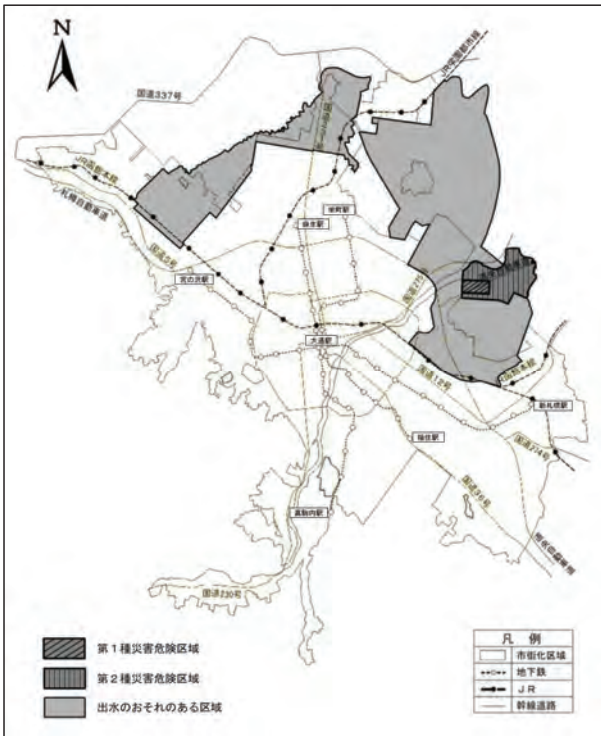 N
国道337号
JR学園都市線
JR函館本線
札樽自動車道
国道5号
栄町駅
麻生駅
宮の沢駅
大通駅
国道12号
JR函館本線
新札幌駅
国道274号
福住駅
国道36号
真駒内駅
国道230号
第1種災害危険区域
第2種災害危険区域
出水のおそれのある区域
凡 例
市街化区域
地下鉄
JR
幹線道路